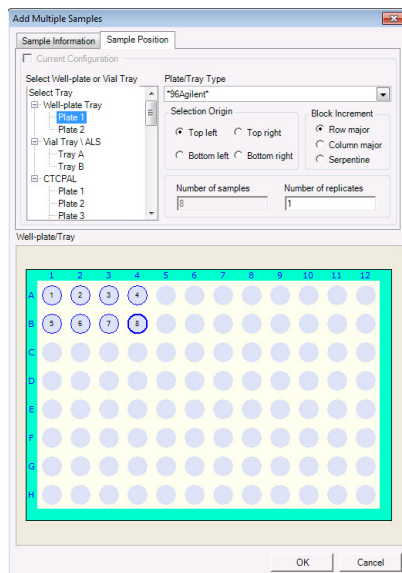 Add Multiple Samples
Sample Information Sample Position
Current Configuration
Select Well-plate or Vial Tray
Select Tray
Well-plate Tray
Plate 1
Plate 2
Vial Tray \ ALS
Tray A
Tray B
CTCPAL
Plate 1
Plate 2
Plate 3
Plate/Tray Type
*96Agilent*
Selection Origin
Top left Top right
Bottom left Bottom right
Block Increment
Row major
Column major
Serpentine
Number of samples Number of replicates
8 1
Well-plate/Tray
1 2 3 4 5 6 7 8 9 10 11 12
A 1 2 3 4
B 5 6 7 8
C
D
E
F
G
H
OK Cancel